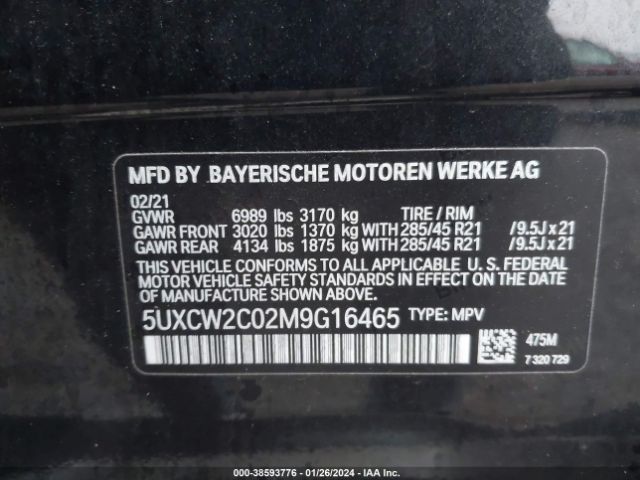 MFD BY BAYERISCHE MOTOREN WERKE AG
02/21
GVWR 6989 lbs 3170 kg TIRE / RIM
GAWR FRONT 3020 lbs 1370 kg WITH 285/45 R21 /9.5J x 21
GAWR REAR 4134 lbs 1875 kg WITH 285/45 R21 /9.5J x 21
THIS VEHICLE CONFORMS TO ALL APPLICABLE U. S. FEDERAL
MOTOR VEHICLE SAFETY STANDARDS IN EFFECT ON THE DATE
OF MANUFACTURE SHOWN ABOVE.
5UXCW2C02M9G16465 TYPE: MPV
475M
7 320 729
000-38593776 - 01/26/2024 - IAA Inc.